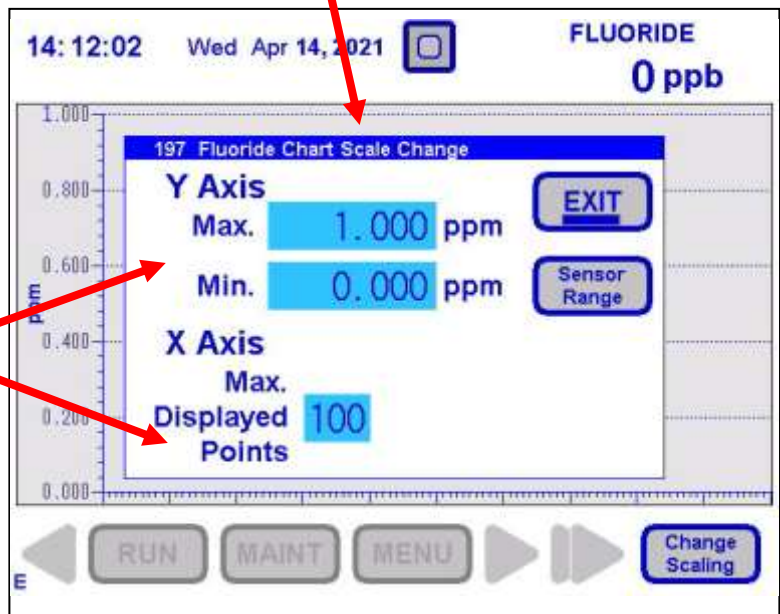 14:12:02 Wed Apr 14, 2021 FLUORIDE
0 ppb
197 Fluoride Chart Scale Change
Y Axis
Max. 1.000 ppm
EXIT
Min. 0.000 ppm
Sensor
Range
X Axis
Max.
Displayed
Points
100
ppm
1.000
0.800
0.600
0.400
0.200
0.000
RUN MAINT MENU
Change
Scaling
E